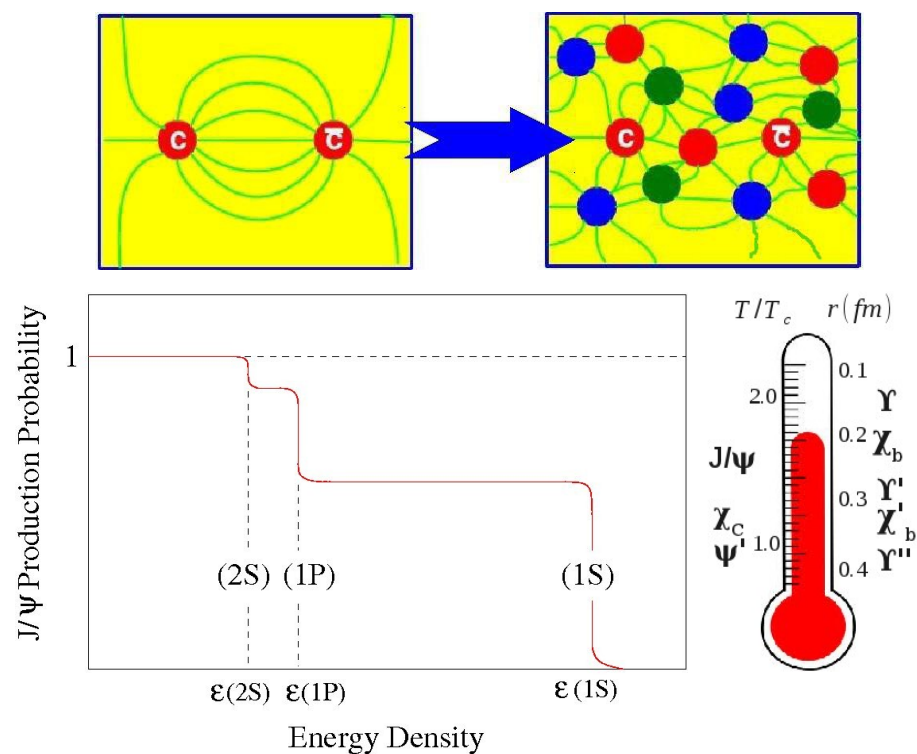 c c̅
c c̅
J/ψ Production Probability
1
(2S) (1P) (1S)
ε(2S) ε(1P) ε(1S)
Energy Density
T/T_c r(fm)
0.1
2.0 ϒ
0.2 χ_b
J/ψ
0.3 ϒ'
χ_c χ'_b
ψ' 1.0 ϒ''
0.4